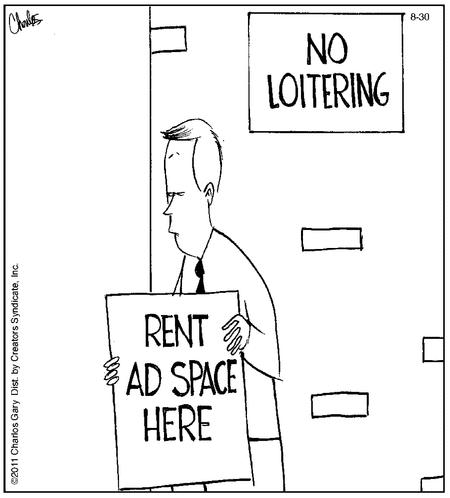 Charlos
8-30
NO
LOITERING
RENT
AD SPACE
HERE
©2011 Charlos Gary Dist. by Creators Syndicate, Inc.